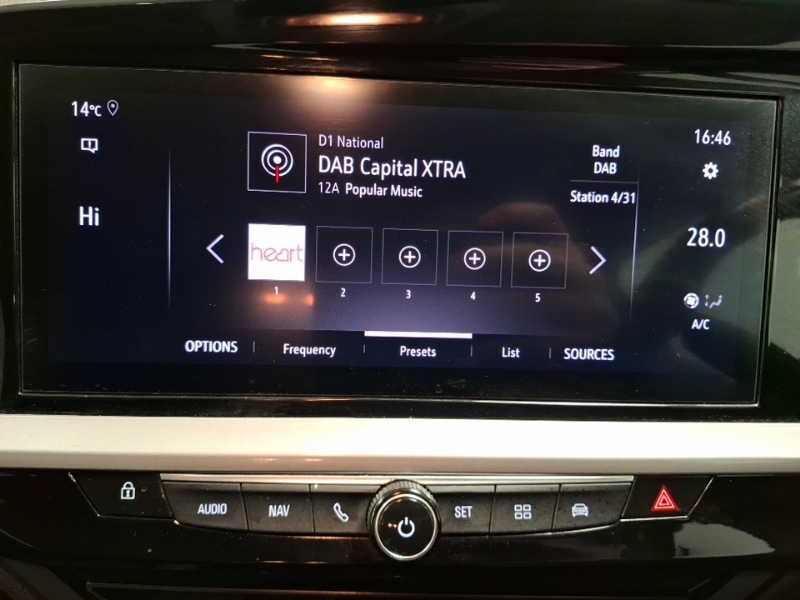 14°C
16:46
D1 National
DAB Capital XTRA
12A Popular Music
Band
DAB
Station 4/31
Hi
28.0
heart
1 2 3 4 5
A/C
OPTIONS Frequency Presets List SOURCES
AUDIO NAV SET